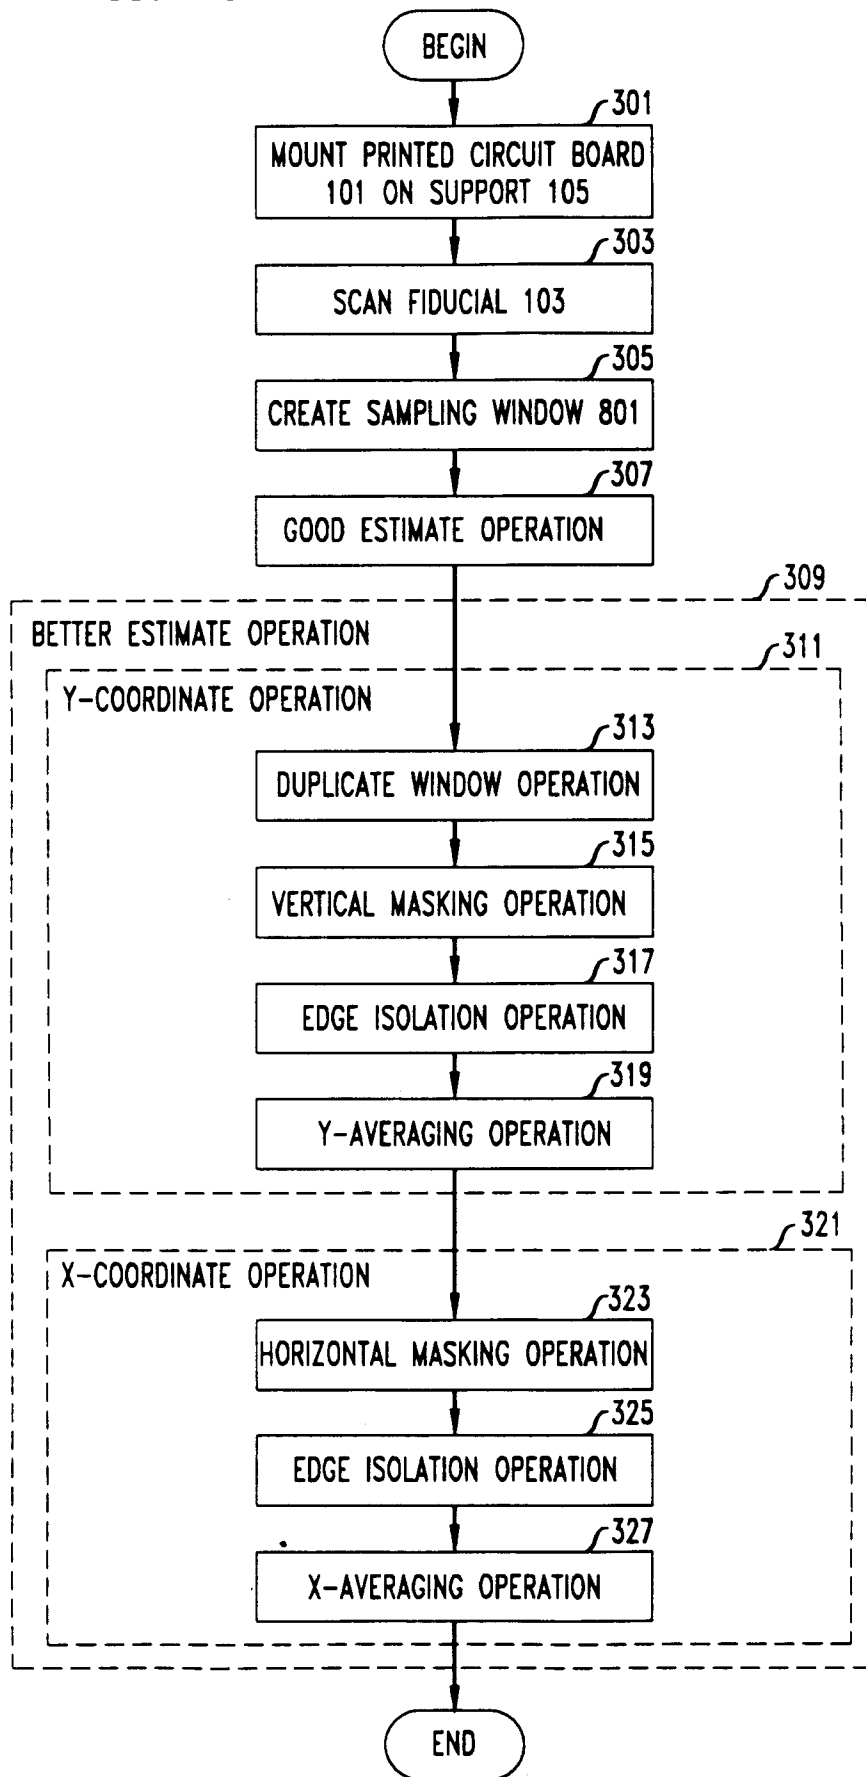 BEGIN
301
MOUNT PRINTED CIRCUIT BOARD
101 ON SUPPORT 105
303
SCAN FIDUCIAL 103
305
CREATE SAMPLING WINDOW 801
307
GOOD ESTIMATE OPERATION
309
BETTER ESTIMATE OPERATION
311
Y-COORDINATE OPERATION
313
DUPLICATE WINDOW OPERATION
315
VERTICAL MASKING OPERATION
317
EDGE ISOLATION OPERATION
319
Y-AVERAGING OPERATION
321
X-COORDINATE OPERATION
323
HORIZONTAL MASKING OPERATION
325
EDGE ISOLATION OPERATION
327
X-AVERAGING OPERATION
END